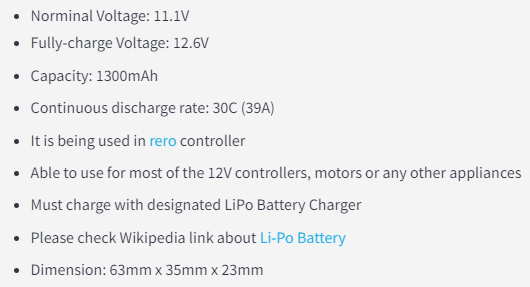 Norminal Voltage: 11.1V
Fully-charge Voltage: 12.6V
Capacity: 1300mAh
Continuous discharge rate: 30C (39A)
It is being used in rero controller
Able to use for most of the 12V controllers, motors or any other appliances
Must charge with designated LiPo Battery Charger
Please check Wikipedia link about Li-Po Battery
Dimension: 63mm x 35mm x 23mm